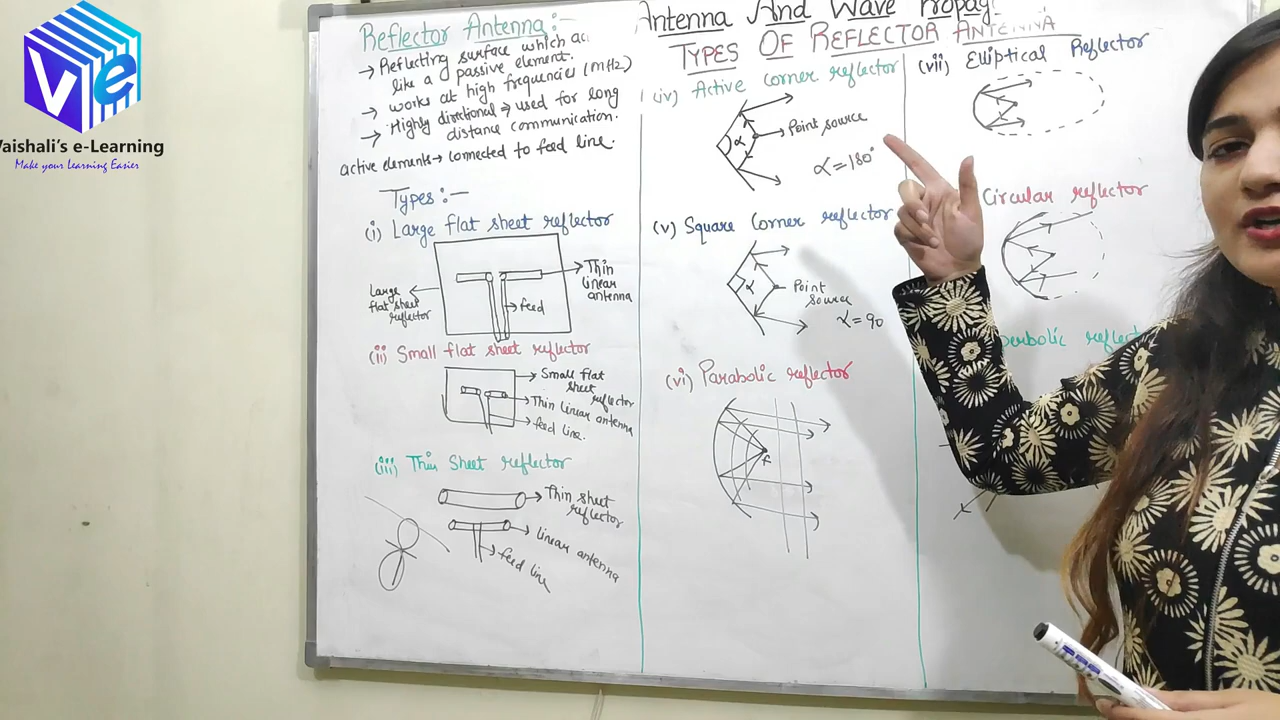 Ve
Vaishali's e-Learning
Make your Learning Easier
Antenna And Wave Propag
TYPES OF REFLECTOR ANTENNA
Reflector Antenna:-
→ Reflecting surface which ac
like a passive element.
→ works at high frequencies (MHz)
→ Highly directional → used for long
distance communication.
active elements → connected to feed line.
Types:-
(i) Large flat sheet reflector
Large
flat sheet
reflector
Thin
linear
antenna
feed
(ii) Small flat sheet reflector
Small flat
sheet
reflector
Thin linear antenna
feed line.
(iii) Thin Sheet reflector
Thin sheet
reflector
linear antenna
feed line
(iv) Active corner reflector
α
Point source
α = 180°
(v) Square Corner reflector
α
Point
source
α = 90
(vi) Parabolic reflector
F
(vii) Elliptical Reflector
Circular reflector
perbolic reflect